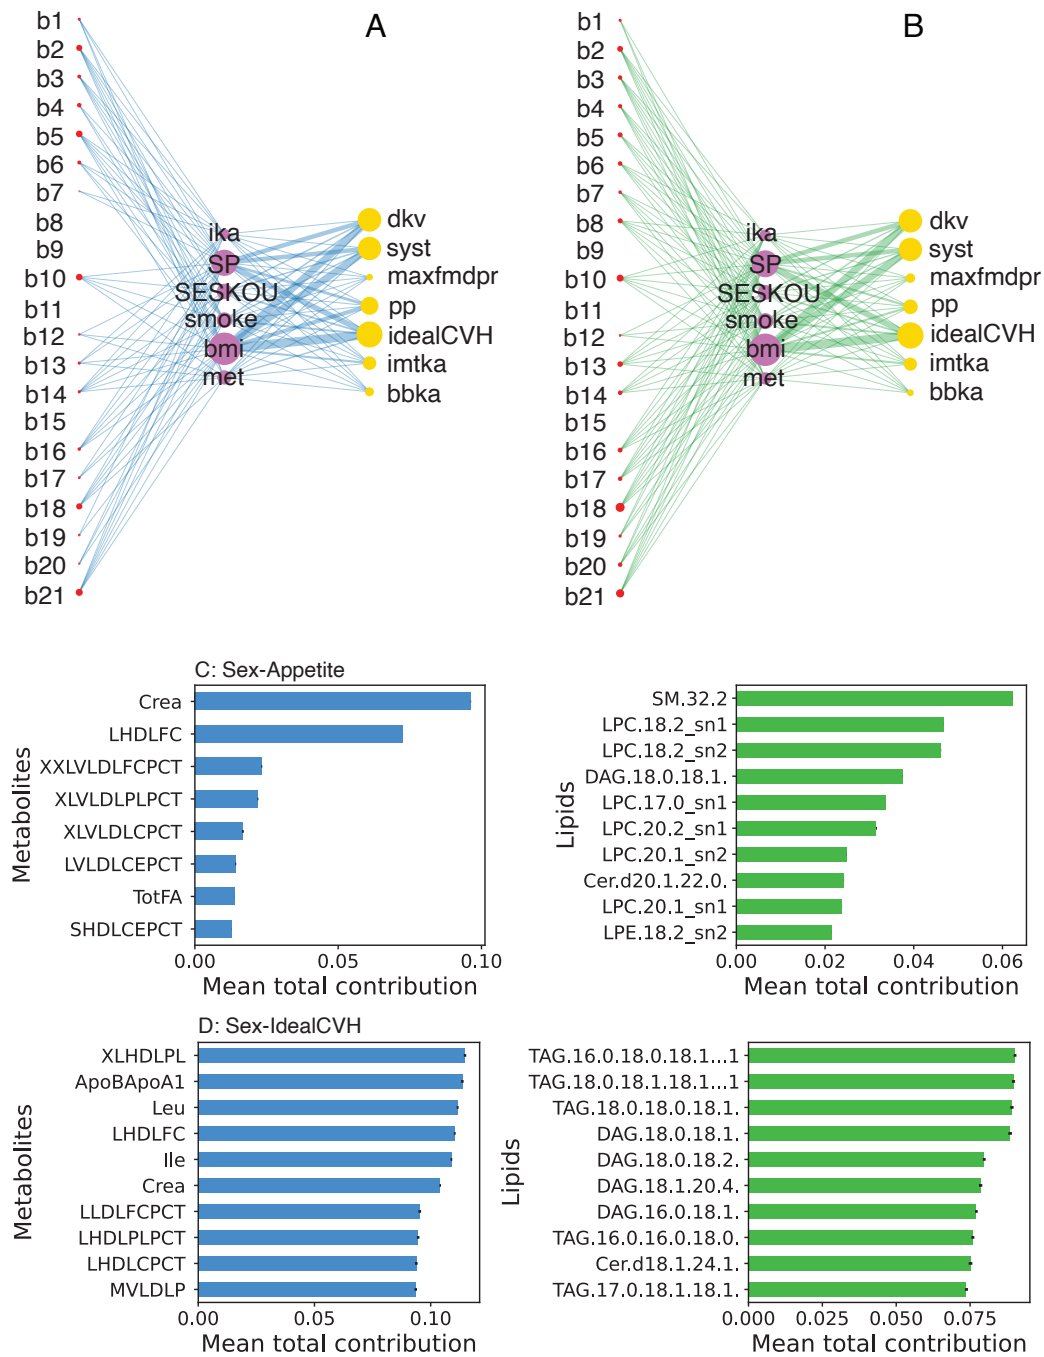 A
b1
b2
b3
b4
b5
b6
b7
b8
b9
b10
b11
b12
b13
b14
b15
b16
b17
b18
b19
b20
b21
ika
SP
SESKOU
smoke
bmi
met
dkv
syst
maxfmdpr
pp
idealCVH
imtka
bbka
B
b1
b2
b3
b4
b5
b6
b7
b8
b9
b10
b11
b12
b13
b14
b15
b16
b17
b18
b19
b20
b21
ika
SP
SESKOU
smoke
bmi
met
dkv
syst
maxfmdpr
pp
idealCVH
imtka
bbka
C: Sex-Appetite
Metabolites
Crea
LHDLFC
XXLVLDLFCPCT
XLVLDLPLPCT
XLVLDLCPCT
LVLDLCEPCT
TotFA
SHDLCEPCT
0.00 0.05 0.10
Mean total contribution
Lipids
SM.32.2
LPC.18.2_sn1
LPC.18.2_sn2
DAG.18.0.18.1.
LPC.17.0_sn1
LPC.20.2_sn1
LPC.20.1_sn2
Cer.d20.1.22.0.
LPC.20.1_sn1
LPE.18.2_sn2
0.00 0.02 0.04 0.06
Mean total contribution
D: Sex-IdealCVH
Metabolites
XLHDLPL
ApoBApoA1
Leu
LHDLFC
Ile
Crea
LLDLFCPCT
LHDLPLPCT
LHDLCPCT
MVLDLP
0.00 0.05 0.10
Mean total contribution
Lipids
TAG.16.0.18.0.18.1...1
TAG.18.0.18.1.18.1...1
TAG.18.0.18.0.18.1.
DAG.18.0.18.1.
DAG.18.0.18.2.
DAG.18.1.20.4.
DAG.16.0.18.1.
TAG.16.0.16.0.18.0.
Cer.d18.1.24.1.
TAG.17.0.18.1.18.1.
0.000 0.025 0.050 0.075
Mean total contribution